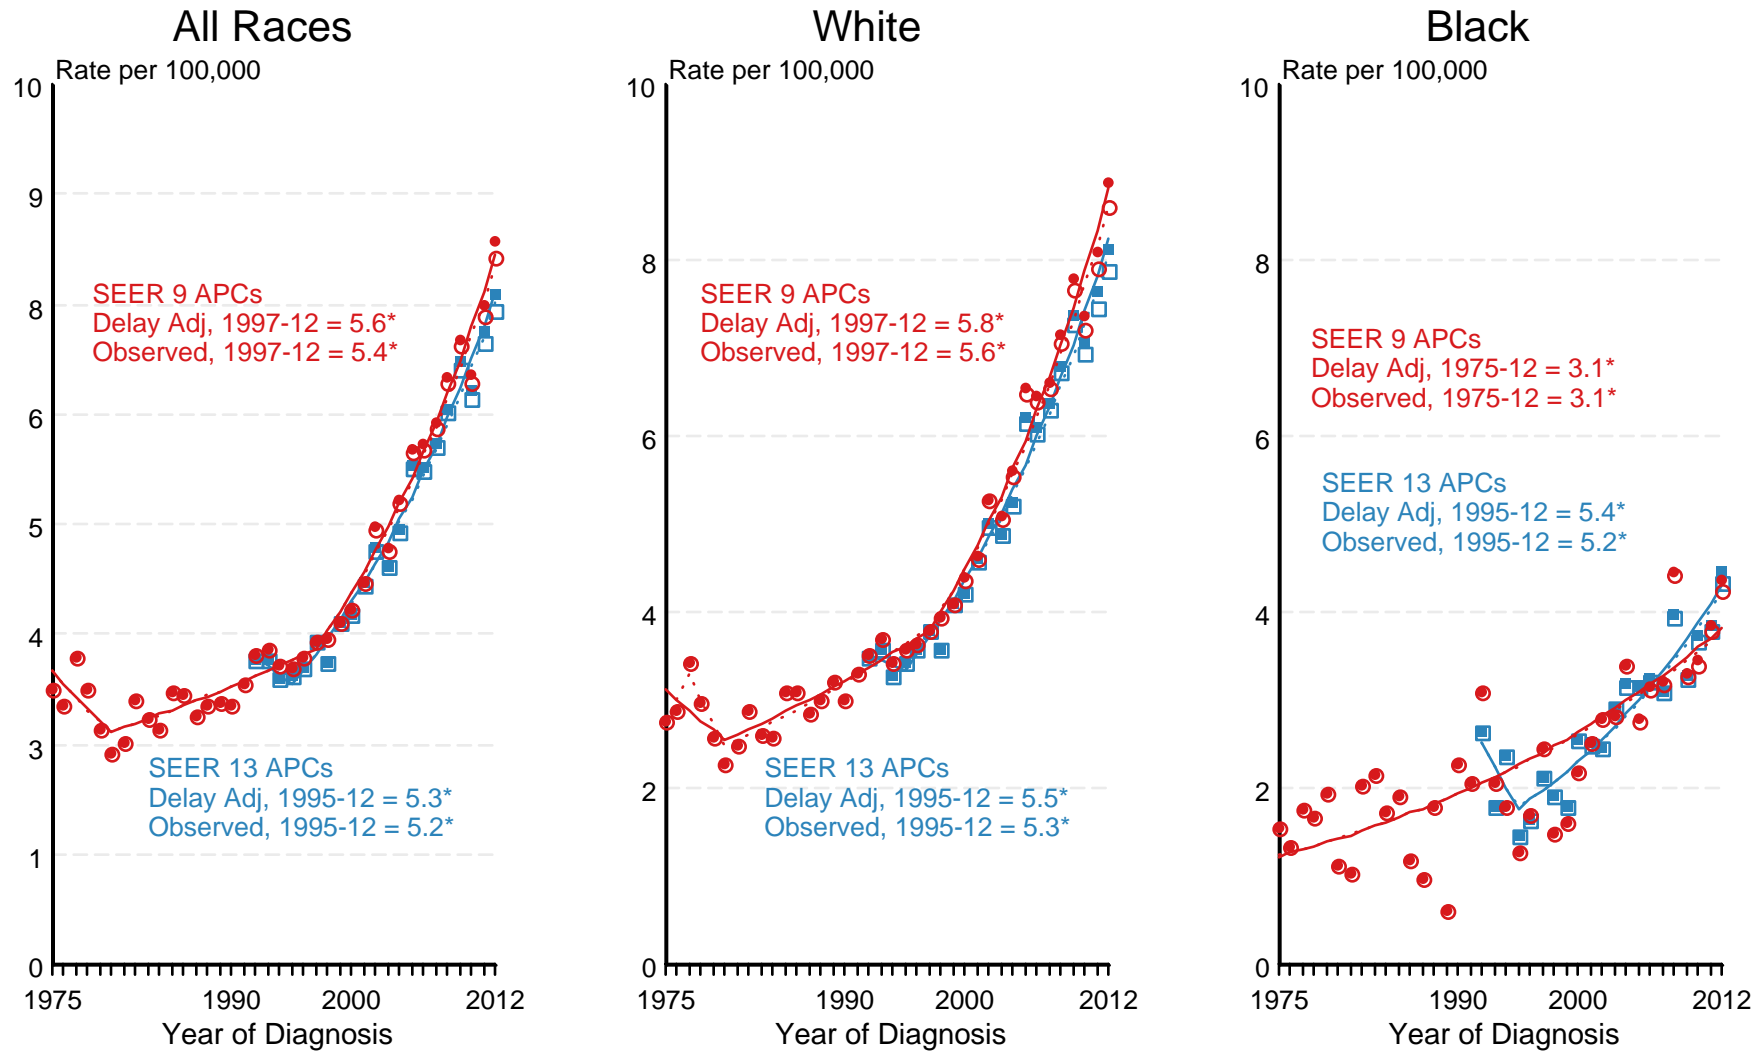 All Races
Rate per 100,000
10
9
8
6
5
4
3
1
0
SEER 9 APCs
Delay Adj, 1997-12 = 5.6*
Observed, 1997-12 = 5.4*
SEER 13 APCs
Delay Adj, 1995-12 = 5.3*
Observed, 1995-12 = 5.2*
1975 1990 2000 2012
Year of Diagnosis
White
Rate per 100,000
10
8
6
4
2
0
SEER 9 APCs
Delay Adj, 1997-12 = 5.8*
Observed, 1997-12 = 5.6*
SEER 13 APCs
Delay Adj, 1995-12 = 5.5*
Observed, 1995-12 = 5.3*
1975 1990 2000 2012
Year of Diagnosis
Black
Rate per 100,000
10
8
6
4
2
0
SEER 9 APCs
Delay Adj, 1975-12 = 3.1*
Observed, 1975-12 = 3.1*
SEER 13 APCs
Delay Adj, 1995-12 = 5.4*
Observed, 1995-12 = 5.2*
1975 1990 2000 2012
Year of Diagnosis